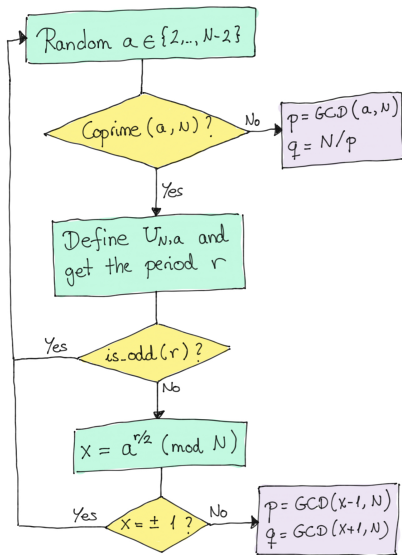 Random a ∈ {2,..., N-2}
Coprime (a, N) ?
No
p = GCD (a, N)
q = N/p
Yes
Define U_{N,a} and
get the period r
is_odd(r) ?
Yes
No
x = a^{r/2} (mod N)
x = ± 1 ?
Yes
No
p = GCD(x-1, N)
q = GCD(x+1, N)